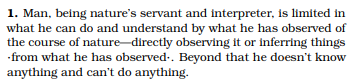 1. Man, being nature's servant and interpreter, is limited in
what he can do and understand by what he has observed of
the course of nature—directly observing it or inferring things
·from what he has observed·. Beyond that he doesn't know
anything and can't do anything.